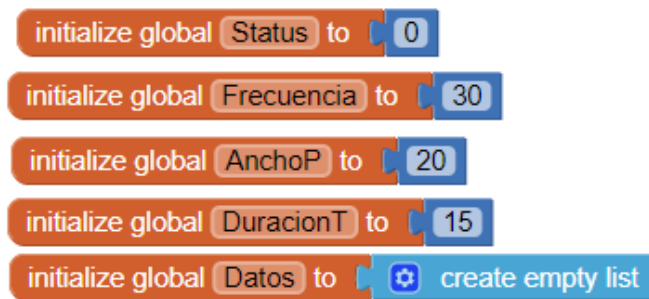 initialize global Status to 0
initialize global Frecuencia to 30
initialize global AnchoP to 20
initialize global DuracionT to 15
initialize global Datos to create empty list